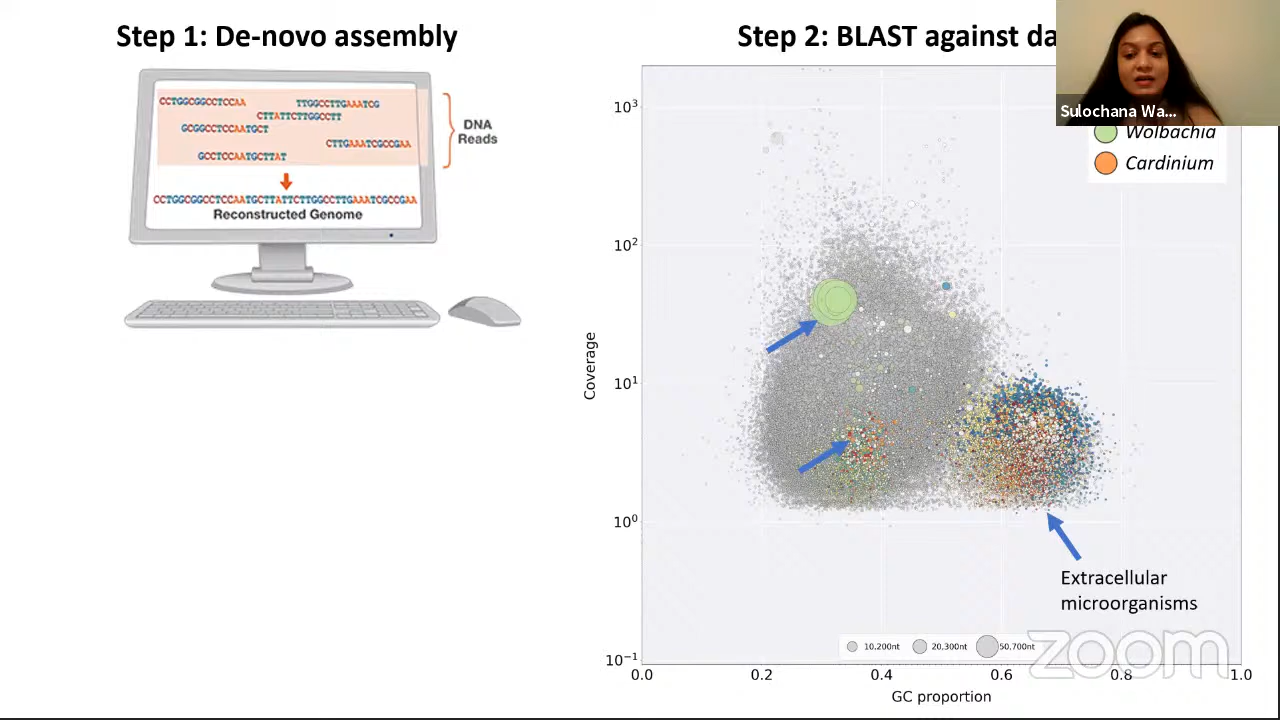 Step 1: De-novo assembly
CCTGGCGGCCTCCAA
TTGGCCTTGAAATCG
CTTATTCTTGGCCTT
GCGGCCTCCAATGCT
CTTGAAATCGCCGAA
GCCTCCAATGCTTAT
DNA
Reads
CCTGGCGGCCTCCAATGCTTATTCTTGGCCTTGAAATCGCCGAA
Reconstructed Genome
Step 2: BLAST against da
Sulochana Wa...
Wolbachia
Cardinium
Coverage
10³
10²
10¹
10⁰
10⁻¹
Extracellular
microorganisms
10,200nt
20,300nt
50,700nt
zoom
0.0
0.2
0.4
0.6
0.8
1.0
GC proportion